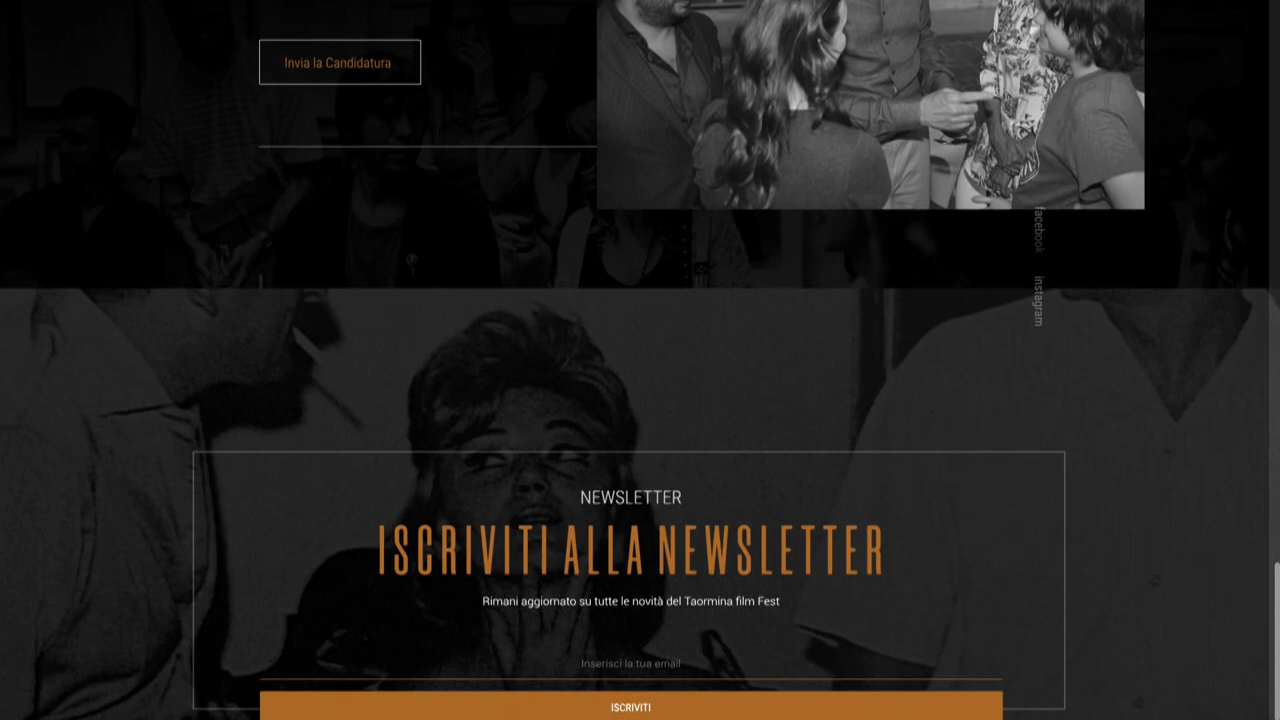 Invia la Candidatura
facebook
instagram
NEWSLETTER
ISCRIVITI ALLA NEWSLETTER
Rimani aggiornato su tutte le novità del Taormina film Fest
Inserisci la tua email
ISCRIVITI